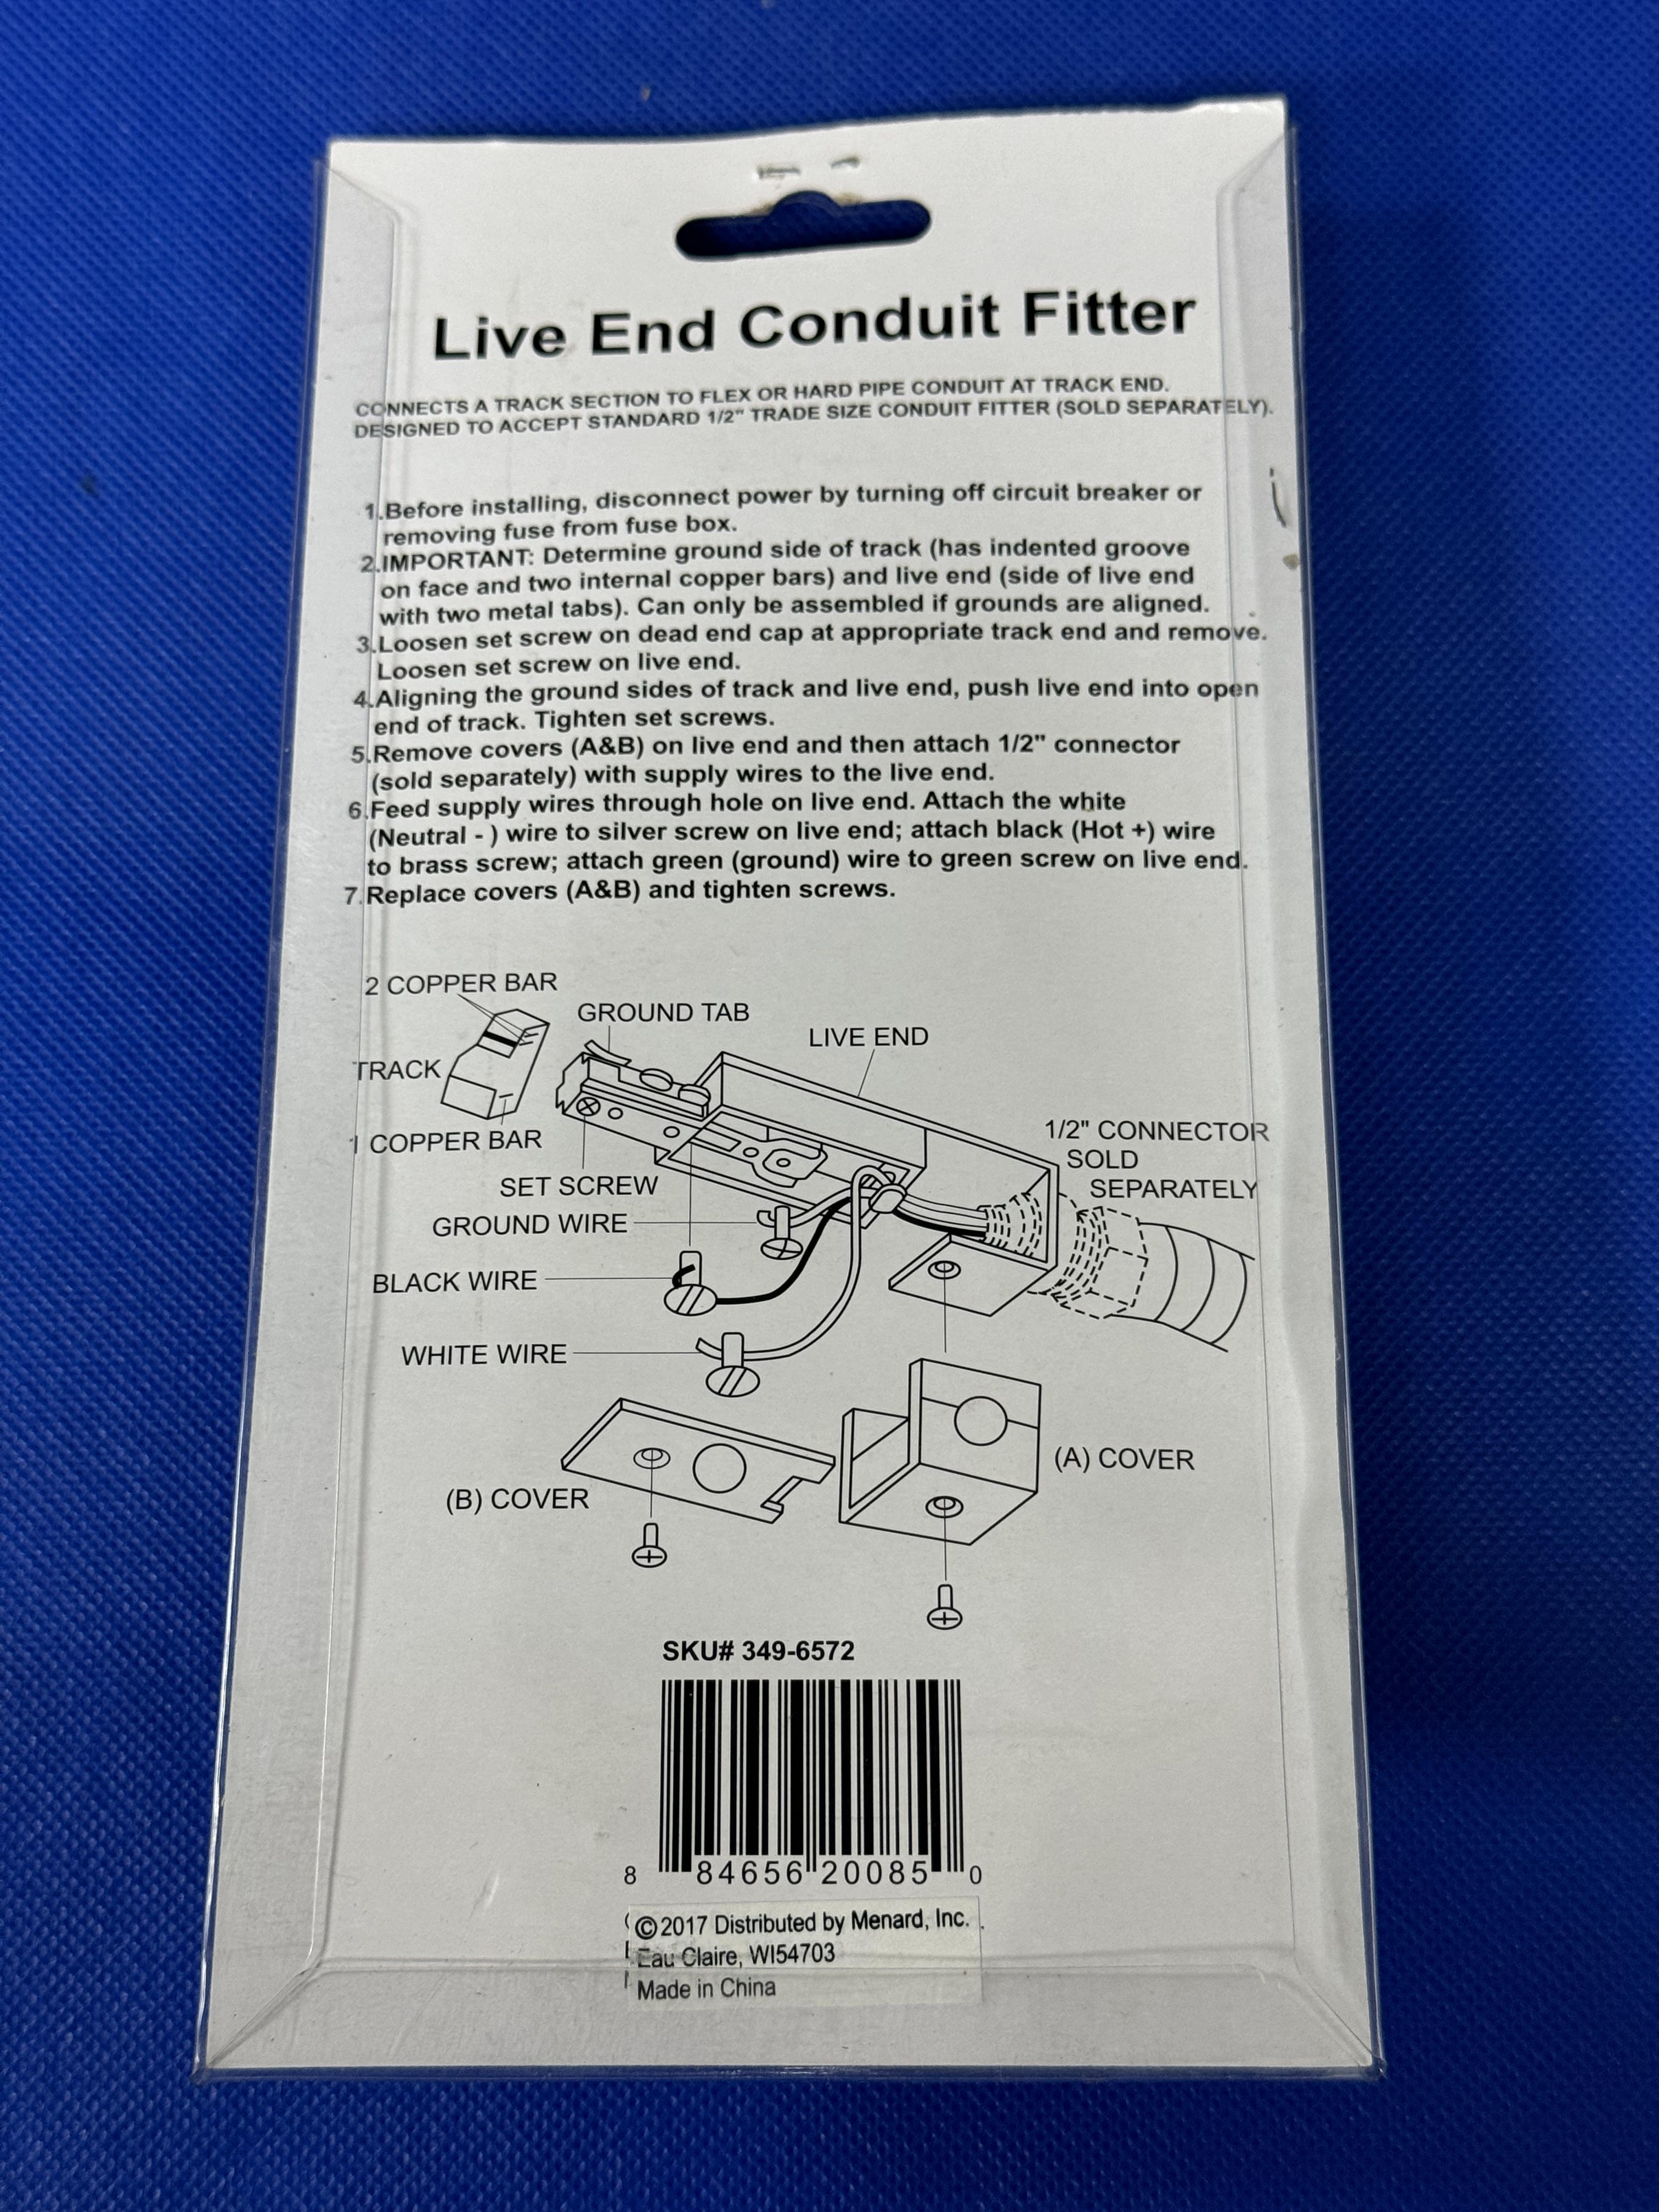 Live End Conduit Fitter
CONNECTS A TRACK SECTION TO FLEX OR HARD PIPE CONDUIT AT TRACK END.
DESIGNED TO ACCEPT STANDARD 1/2" TRADE SIZE CONDUIT FITTER (SOLD SEPARATELY).
1.Before installing, disconnect power by turning off circuit breaker or
removing fuse from fuse box.
2.IMPORTANT: Determine ground side of track (has indented groove
on face and two internal copper bars) and live end (side of live end
with two metal tabs). Can only be assembled if grounds are aligned.
3.Loosen set screw on dead end cap at appropriate track end and remove.
Loosen set screw on live end.
4.Aligning the ground sides of track and live end, push live end into open
end of track. Tighten set screws.
5.Remove covers (A&B) on live end and then attach 1/2" connector
(sold separately) with supply wires to the live end.
6.Feed supply wires through hole on live end. Attach the white
(Neutral - ) wire to silver screw on live end; attach black (Hot +) wire
to brass screw; attach green (ground) wire to green screw on live end.
7.Replace covers (A&B) and tighten screws.
2 COPPER BAR
GROUND TAB
LIVE END
TRACK
1 COPPER BAR
1/2" CONNECTOR
SOLD
SEPARATELY
SET SCREW
GROUND WIRE
BLACK WIRE
WHITE WIRE
(A) COVER
(B) COVER
SKU# 349-6572
8 84656 20085 0
©2017 Distributed by Menard, Inc.
Eau Claire, WI54703
Made in China